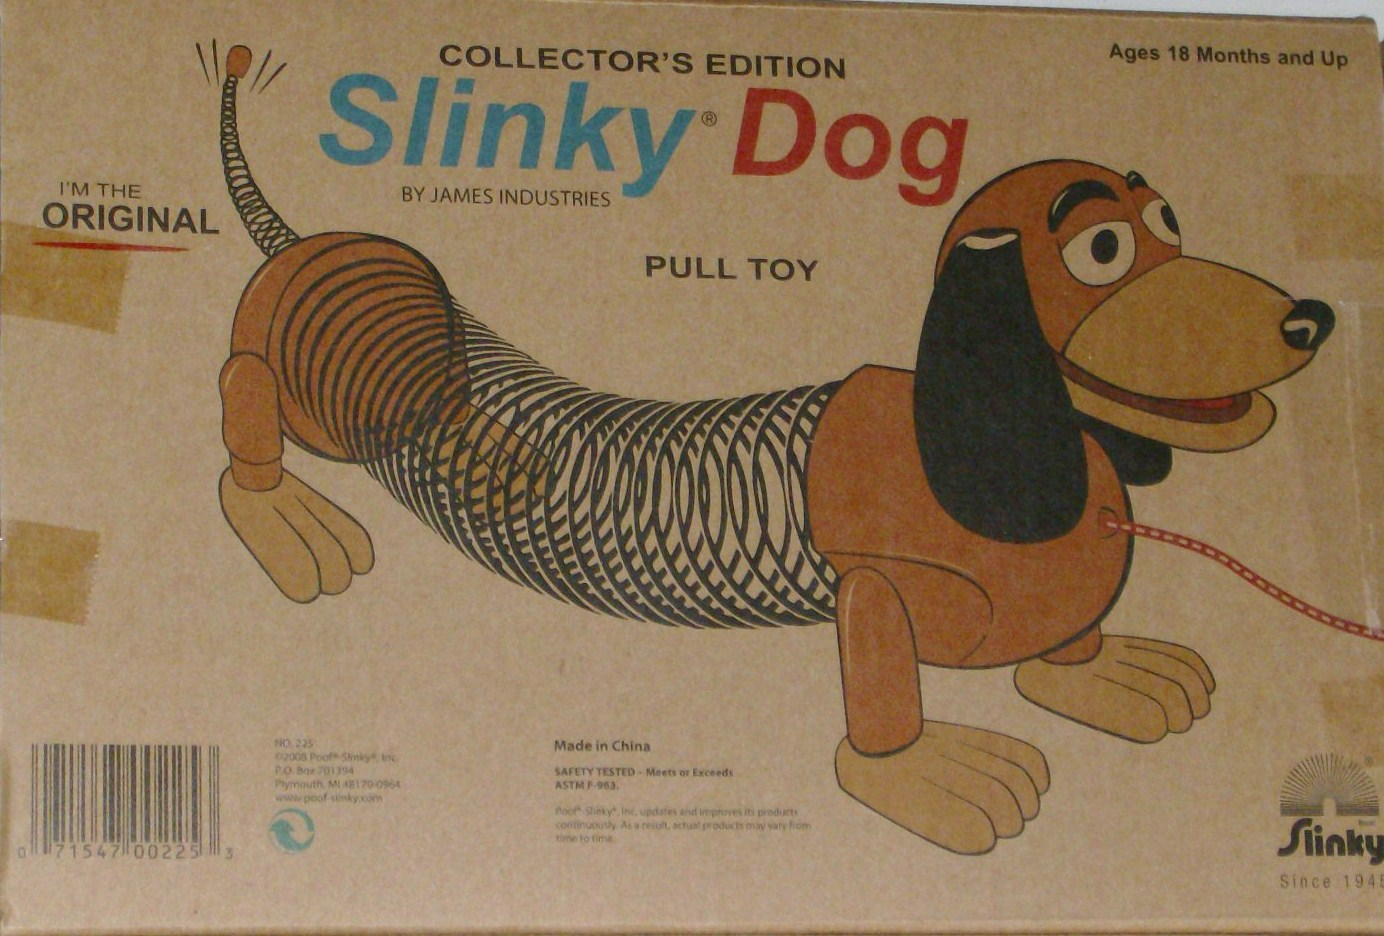 COLLECTOR'S EDITION
Ages 18 Months and Up
Slinky® Dog
BY JAMES INDUSTRIES
I'M THE
ORIGINAL
PULL TOY
NO. 225
©2008 Poof®-Slinky®, Inc.
P.O. Box 701394
Plymouth, MI 48170-0964
www.poof-slinky.com
Made in China
SAFETY TESTED - Meets or Exceeds
ASTM F-963.
Poof®-Slinky®, Inc. updates and improves its products
continuously. As a result, actual products may vary from
time to time.
0 71547 00225 3
Slinky
Since 1945